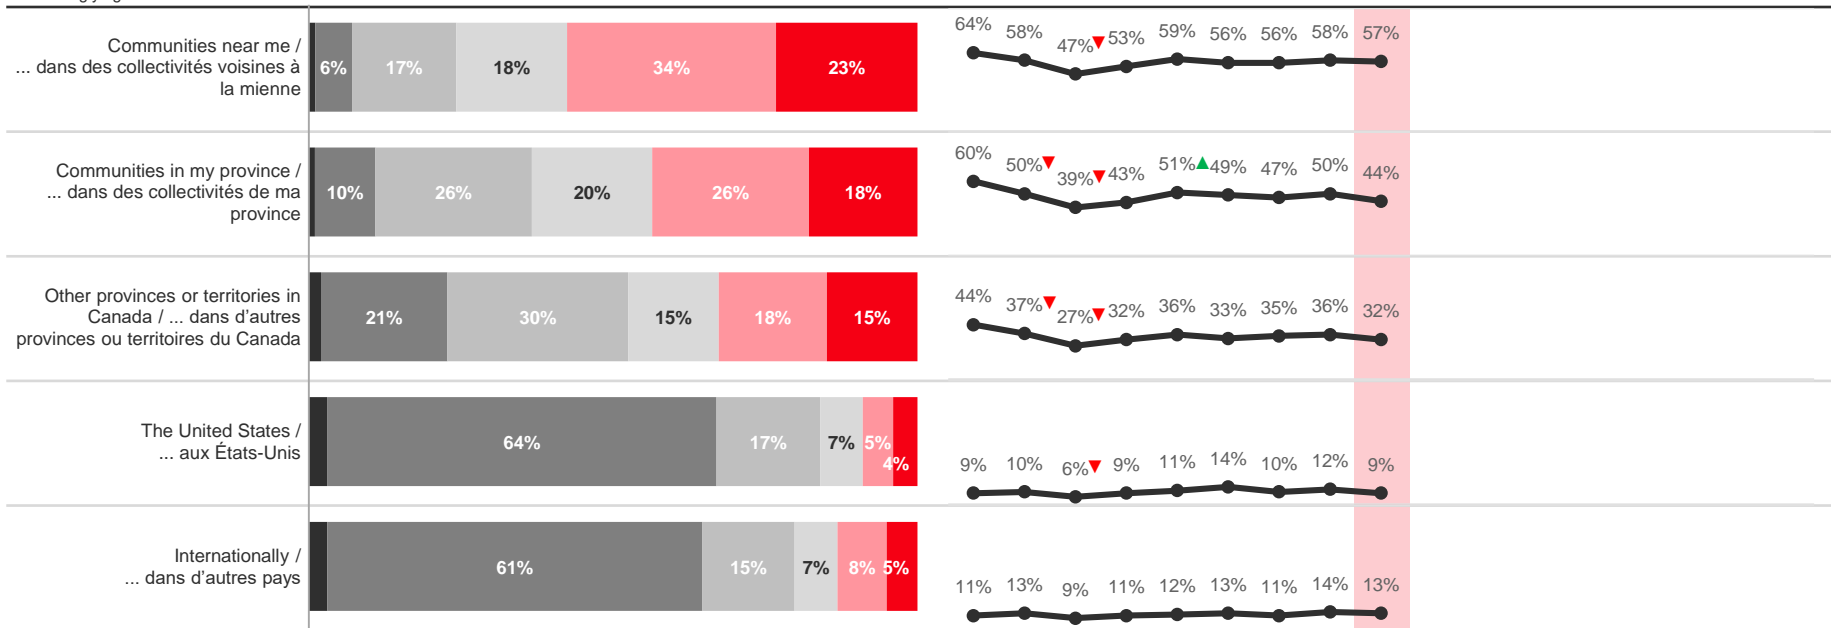 Communities near me /
... dans des collectivités voisines à
la mienne
6% 17% 18% 34% 23%
64% 58% 47% 53% 59% 56% 56% 58% 57%
Communities in my province /
... dans des collectivités de ma
province
10% 26% 20% 26% 18%
60% 50% 39% 43% 51% 49% 47% 50% 44%
Other provinces or territories in
Canada / ... dans d'autres
provinces ou territoires du Canada
21% 30% 15% 18% 15%
44% 37% 27% 32% 36% 33% 35% 36% 32%
The United States /
... aux États-Unis
64% 17% 7% 5% 4%
9% 10% 6% 9% 11% 14% 10% 12% 9%
Internationally /
... dans d'autres pays
61% 15% 7% 8% 5%
11% 13% 9% 11% 12% 13% 11% 14% 13%